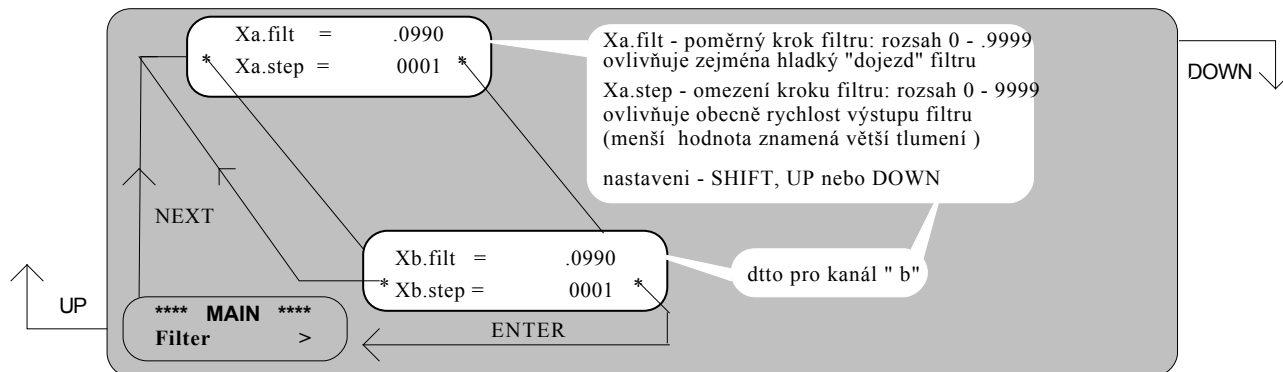 Xa.filt = .0990
* Xa.step = 0001 *
Xa.filt - poměrný krok filtru: rozsah 0 - .9999
ovlivňuje zejména hladký "dojezd" filtru
Xa.step - omezení kroku filtru: rozsah 0 - 9999
ovlivňuje obecně rychlost výstupu filtru
(menší hodnota znamená větší tlumení )
nastaveni - SHIFT, UP nebo DOWN
DOWN
NEXT
Xb.filt = .0990
* Xb.step = 0001 *
dtto pro kanál " b"
UP
**** MAIN ****
Filter >
ENTER